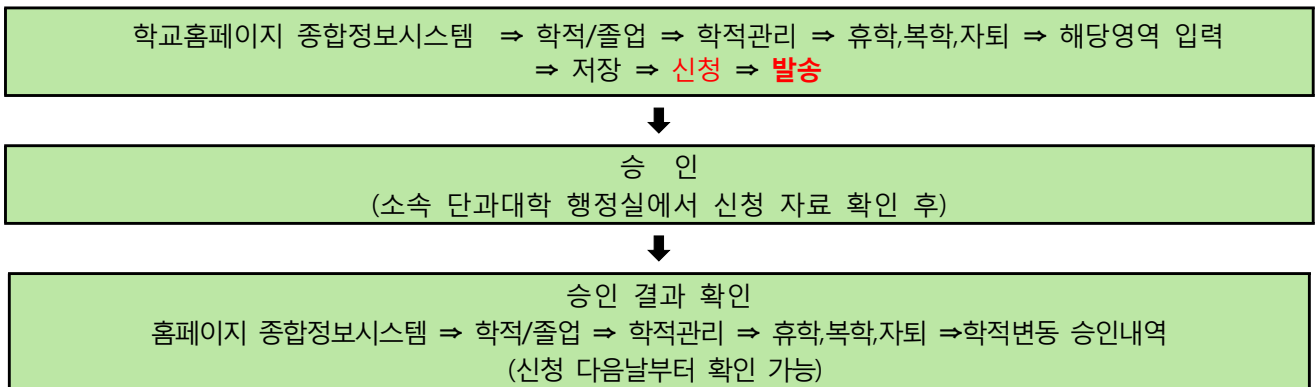 학교홈페이지 종합정보시스템 ⇒ 학적/졸업 ⇒ 학적관리 ⇒ 휴학,복학,자퇴 ⇒ 해당영역 입력
⇒ 저장 ⇒ 신청 ⇒ 발송
승 인
(소속 단과대학 행정실에서 신청 자료 확인 후)
승인 결과 확인
홈페이지 종합정보시스템 ⇒ 학적/졸업 ⇒ 학적관리 ⇒ 휴학,복학,자퇴 ⇒학적변동 승인내역
(신청 다음날부터 확인 가능)